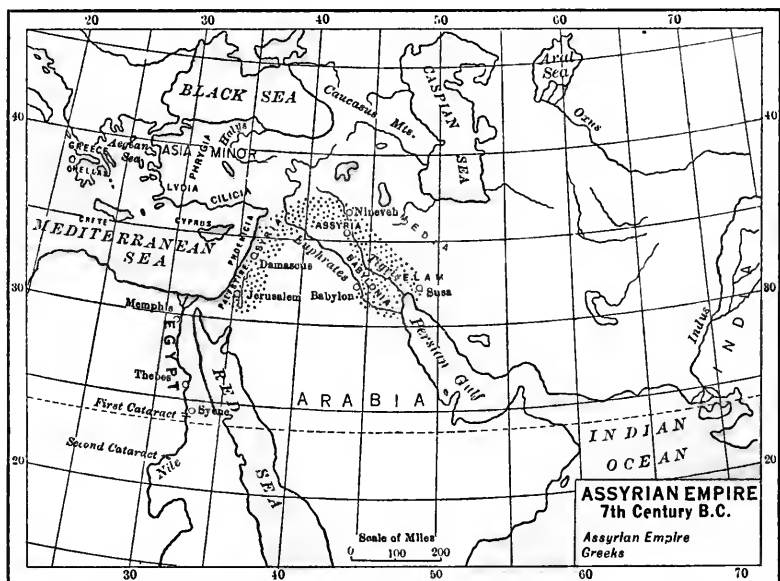 20 30 40 50 60 70
Aral
Sea
Oxus
BLACK SEA
Caucasus Mts.
CASPIAN
SEA
40
40
GREECE
Aegean
Sea
ASIA MINOR
PHRYGIA
Halys
LYDIA
CILICIA
CRETE
CYPRUS
MEDITERRANEAN
SEA
PHOENICIA
SYRIA
Nineveh
MEDIA
ASSYRIA
Euphrates
Tigris
Damascus
BABYLONIA
ELAM
Susa
Jerusalem
Babylon
30
30
Memphis
EGYPT
Persian Gulf
Indus
INDIA
Thebes
RED
SEA
ARABIA
First Cataract
Syene
Second Cataract
Nile
INDIAN
OCEAN
20
20
ASSYRIAN EMPIRE
7th Century B.C.
Assyrian Empire
Greeks
Scale of Miles
0 100 200
30 40 50 60 70